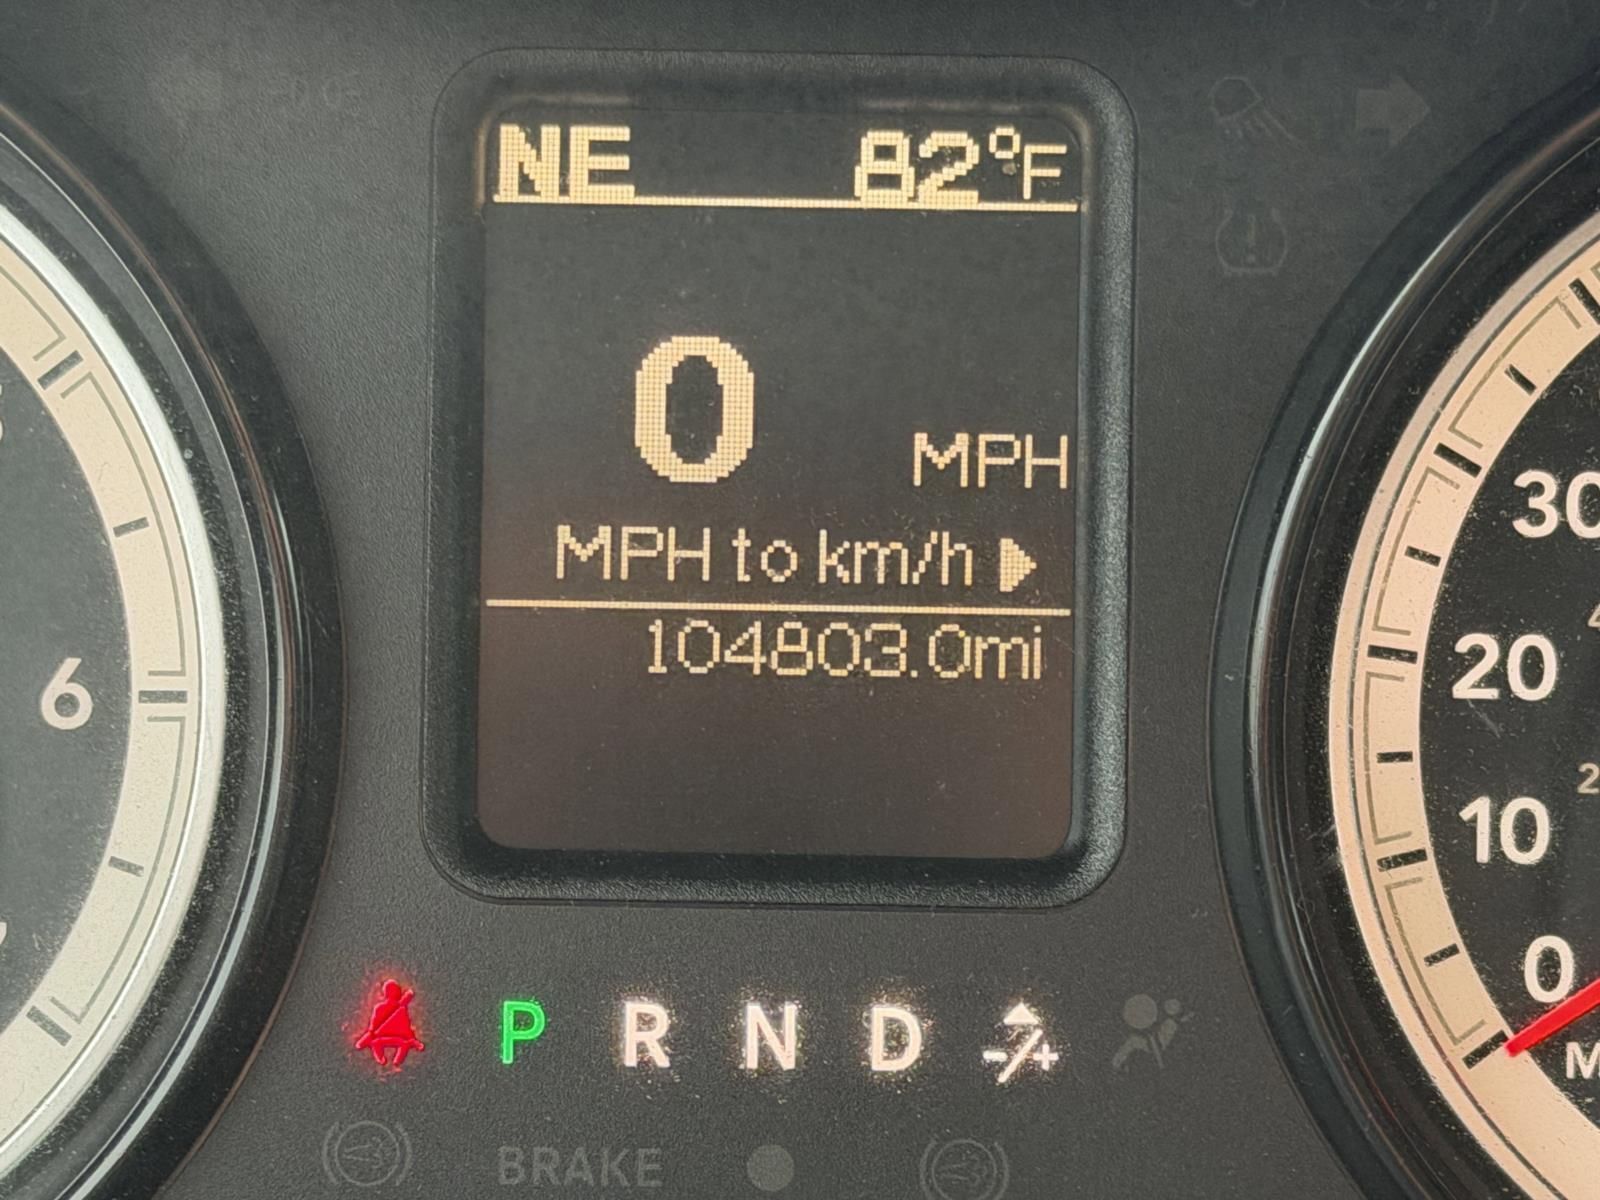 NE 82°F
0 MPH
MPH to km/h
104803.0mi
30
20
10
0
6
P R N D -/+
BRAKE